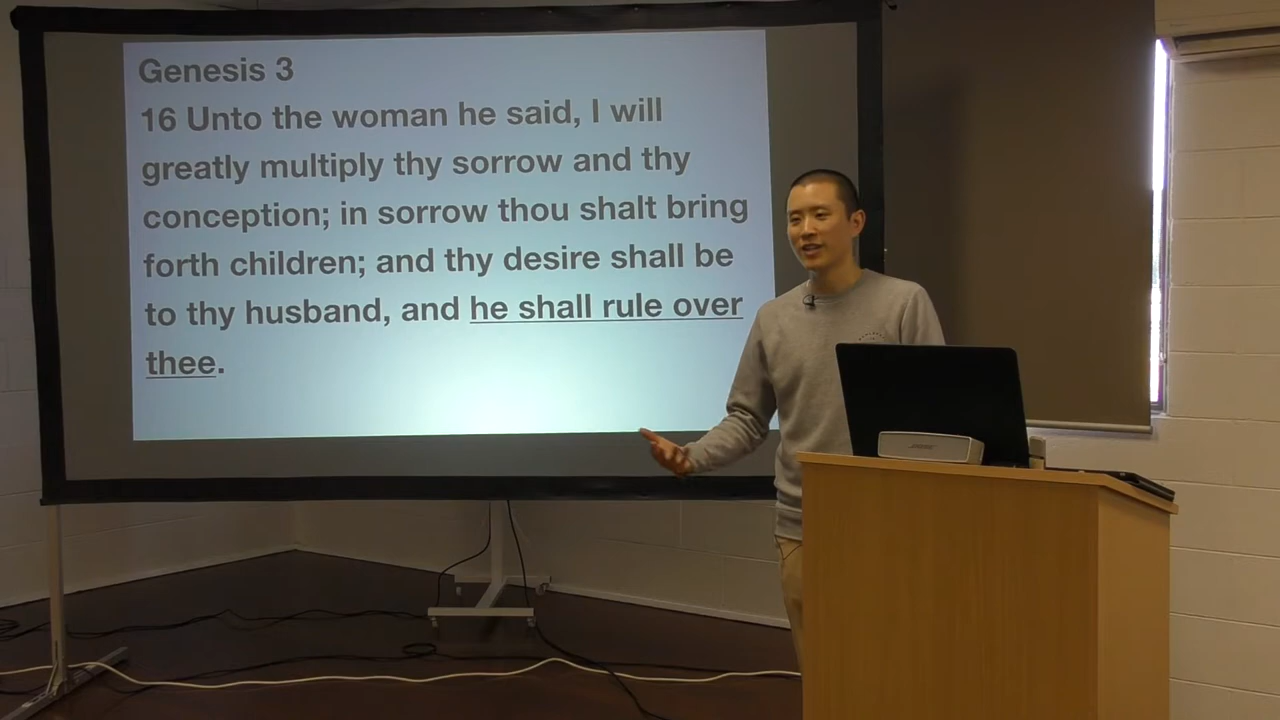 Genesis 3
16 Unto the woman he said, I will
greatly multiply thy sorrow and thy
conception; in sorrow thou shalt bring
forth children; and thy desire shall be
to thy husband, and he shall rule over
thee.